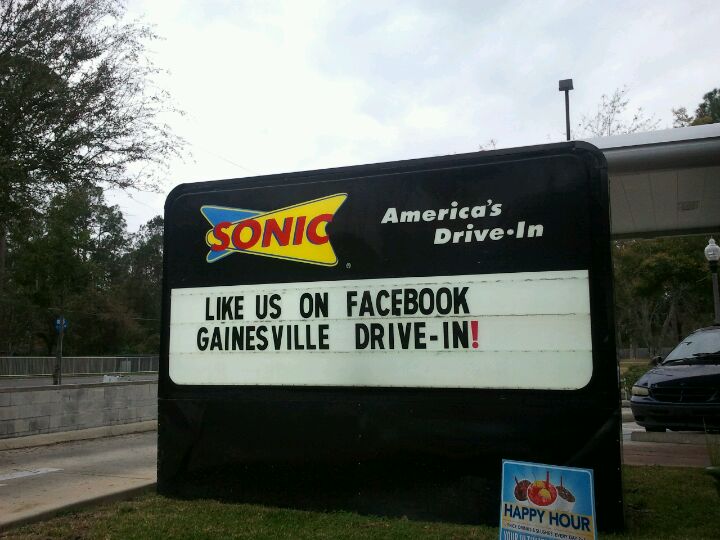 SONIC
America's
Drive-In
LIKE US ON FACEBOOK
GAINESVILLE DRIVE-IN!
HAPPY HOUR